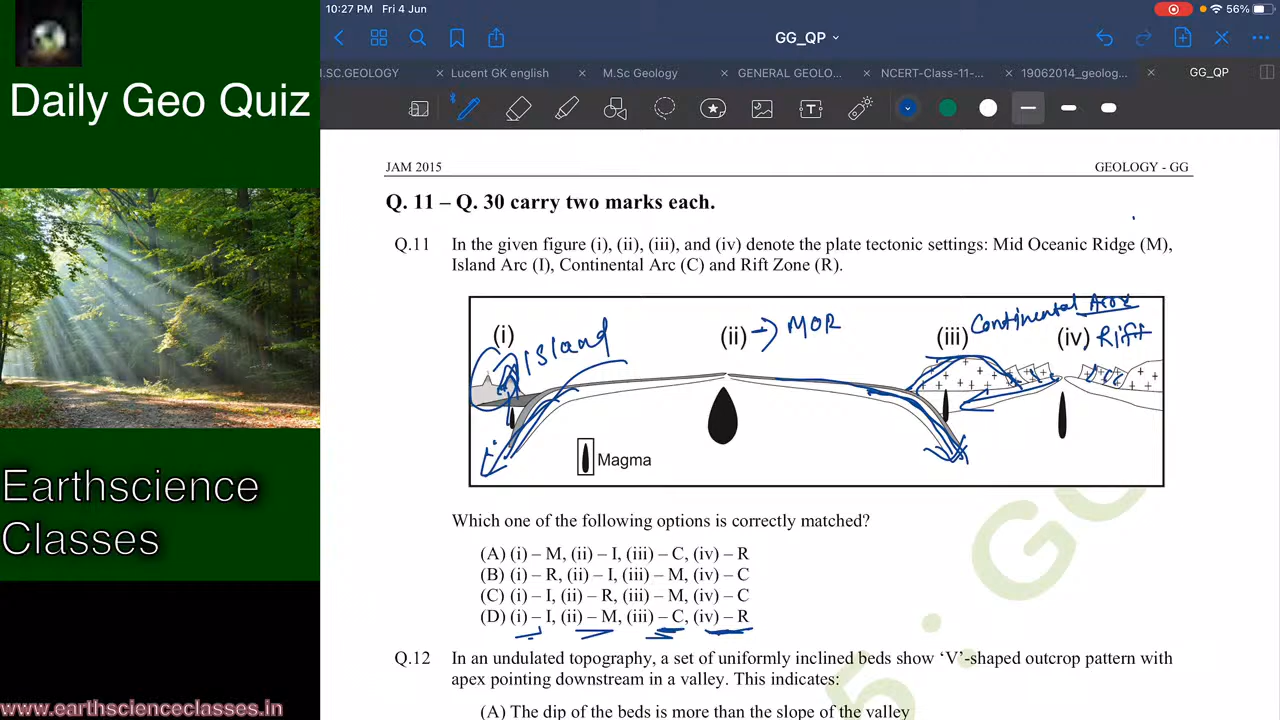 10:27 PM Fri 4 Jun
56%
GG_QP
I.SC.GEOLOGY
Lucent GK english
M.Sc Geology
GENERAL GEOLO...
NCERT-Class-11-...
19062014_geolog...
GG_QP
Daily Geo Quiz
Earthscience
Classes
www.earthscienceclasses.in
JAM 2015
GEOLOGY - GG
Q. 11 – Q. 30 carry two marks each.
Q.11 In the given figure (i), (ii), (iii), and (iv) denote the plate tectonic settings: Mid Oceanic Ridge (M),
Island Arc (I), Continental Arc (C) and Rift Zone (R).
(i) Island
(ii) → MOR
(iii) Continental
(iv) Rift
Magma
Which one of the following options is correctly matched?
(A) (i) – M, (ii) – I, (iii) – C, (iv) – R
(B) (i) – R, (ii) – I, (iii) – M, (iv) – C
(C) (i) – I, (ii) – R, (iii) – M, (iv) – C
(D) (i) – I, (ii) – M, (iii) – C, (iv) – R
Q.12 In an undulated topography, a set of uniformly inclined beds show ‘V’-shaped outcrop pattern with
apex pointing downstream in a valley. This indicates:
(A) The dip of the beds is more than the slope of the valley